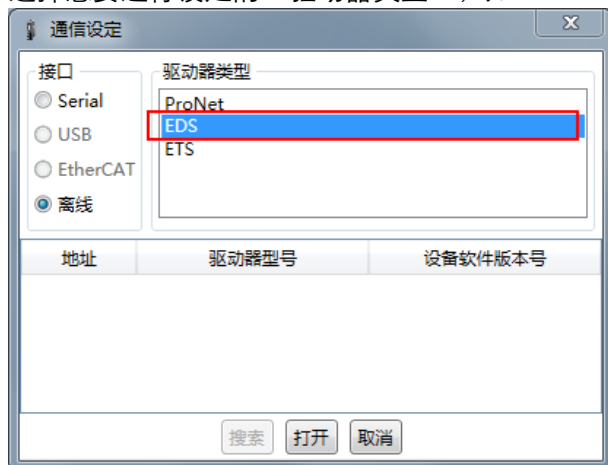 通信设定
接口
驱动器类型
Serial
USB
EtherCAT
离线
ProNet
EDS
ETS
地址 驱动器型号 设备软件版本号
搜索 打开 取消